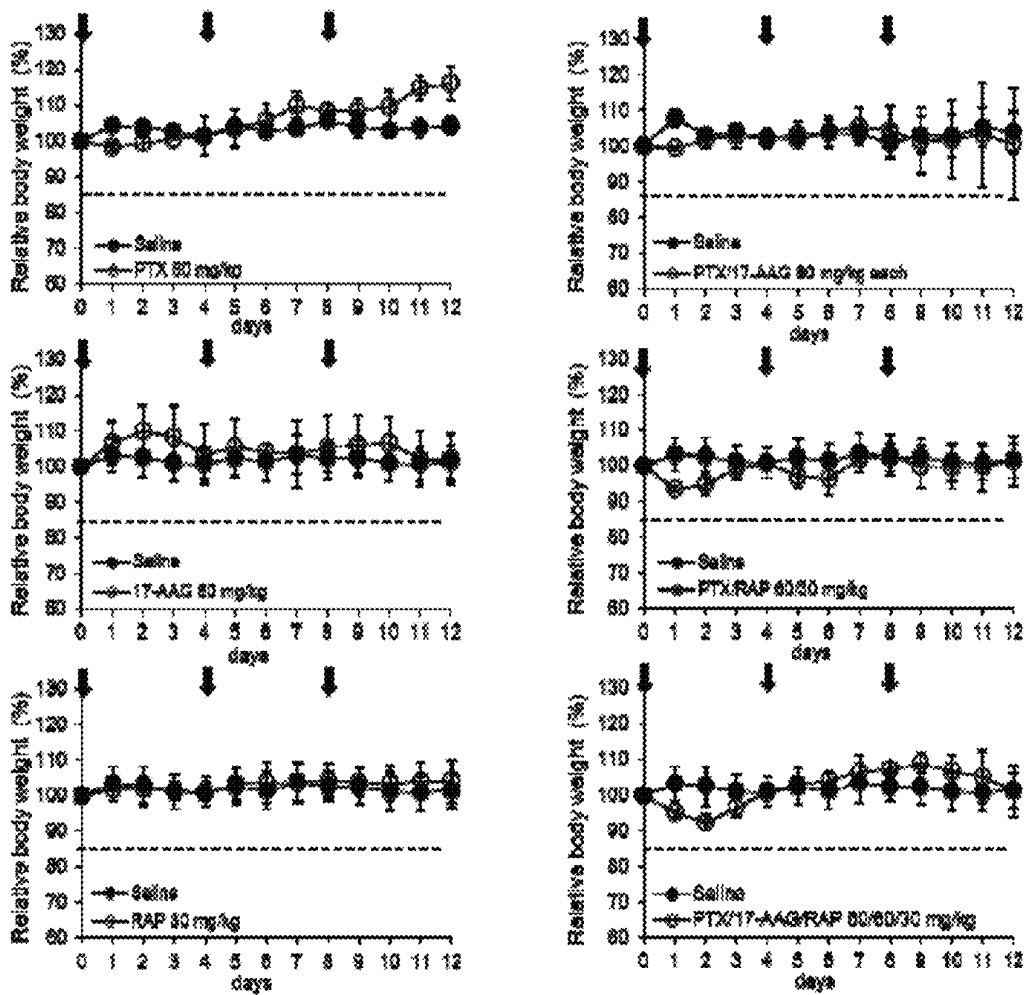 Relative body weight (%)
130
120
110
100
90
80
70
60
Saline
PTX 60 mg/kg
0 1 2 3 4 5 6 7 8 9 10 11 12
days
Relative body weight (%)
130
120
110
100
90
80
70
60
Saline
PTX/17-AAG 60 mg/kg each
0 1 2 3 4 5 6 7 8 9 10 11 12
days
Relative body weight (%)
130
120
110
100
90
80
70
60
Saline
17-AAG 60 mg/kg
0 1 2 3 4 5 6 7 8 9 10 11 12
days
Relative body weight (%)
130
120
110
100
90
80
70
60
Saline
PTX/RAP 60/30 mg/kg
0 1 2 3 4 5 6 7 8 9 10 11 12
days
Relative body weight (%)
130
120
110
100
90
80
70
60
Saline
RAP 30 mg/kg
0 1 2 3 4 5 6 7 8 9 10 11 12
days
Relative body weight (%)
130
120
110
100
90
80
70
60
Saline
PTX/17-AAG/RAP 60/60/30 mg/kg
0 1 2 3 4 5 6 7 8 9 10 11 12
days